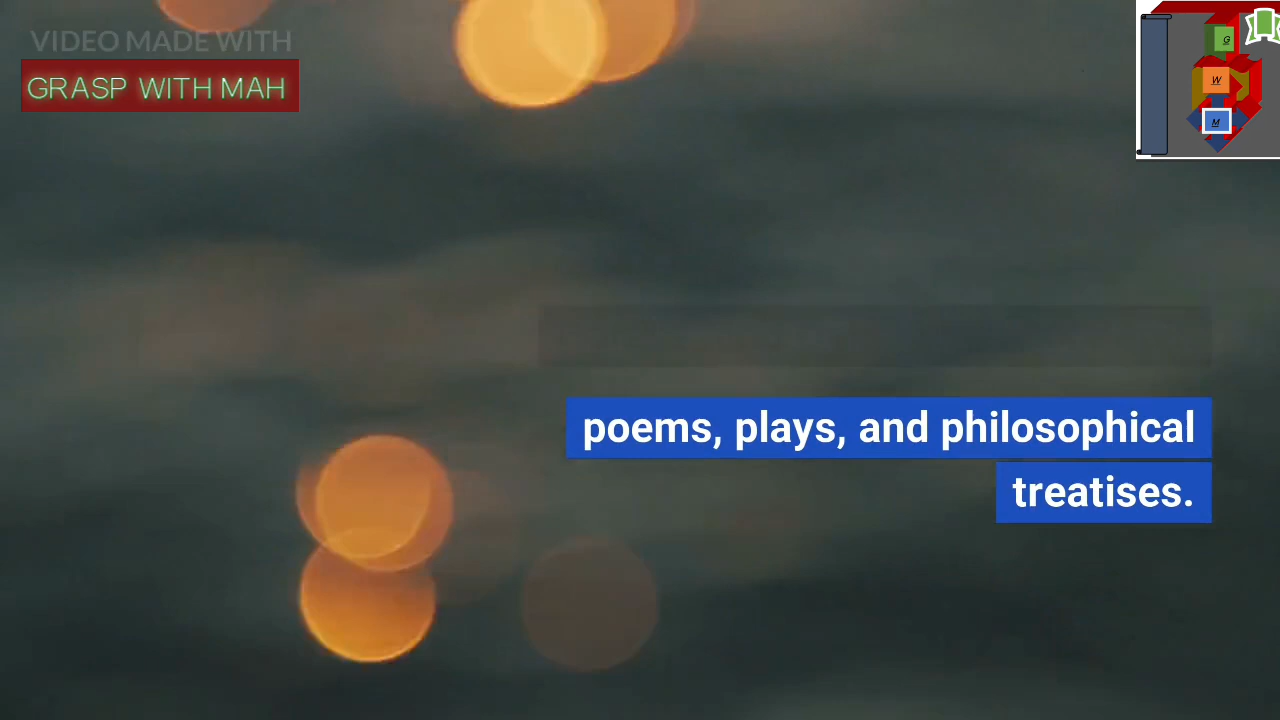 VIDEO MADE WITH
GRASP WITH MAH
G
W
M
poems, plays, and philosophical
treatises.